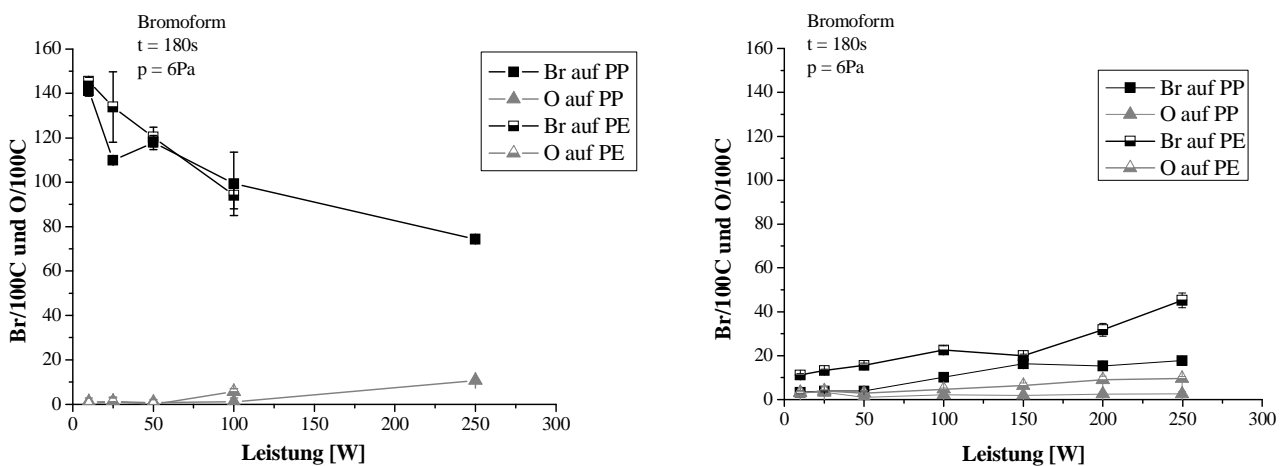 Bromoform
t = 180s
p = 6Pa
Br auf PP
O auf PP
Br auf PE
O auf PE
160
140
120
100
80
60
40
20
0
Br/100C und O/100C
0 50 100 150 200 250 300
Leistung [W]
Bromoform
t = 180s
p = 6Pa
Br auf PP
O auf PP
Br auf PE
O auf PE
160
140
120
100
80
60
40
20
0
Br/100C und O/100C
0 50 100 150 200 250 300
Leistung [W]